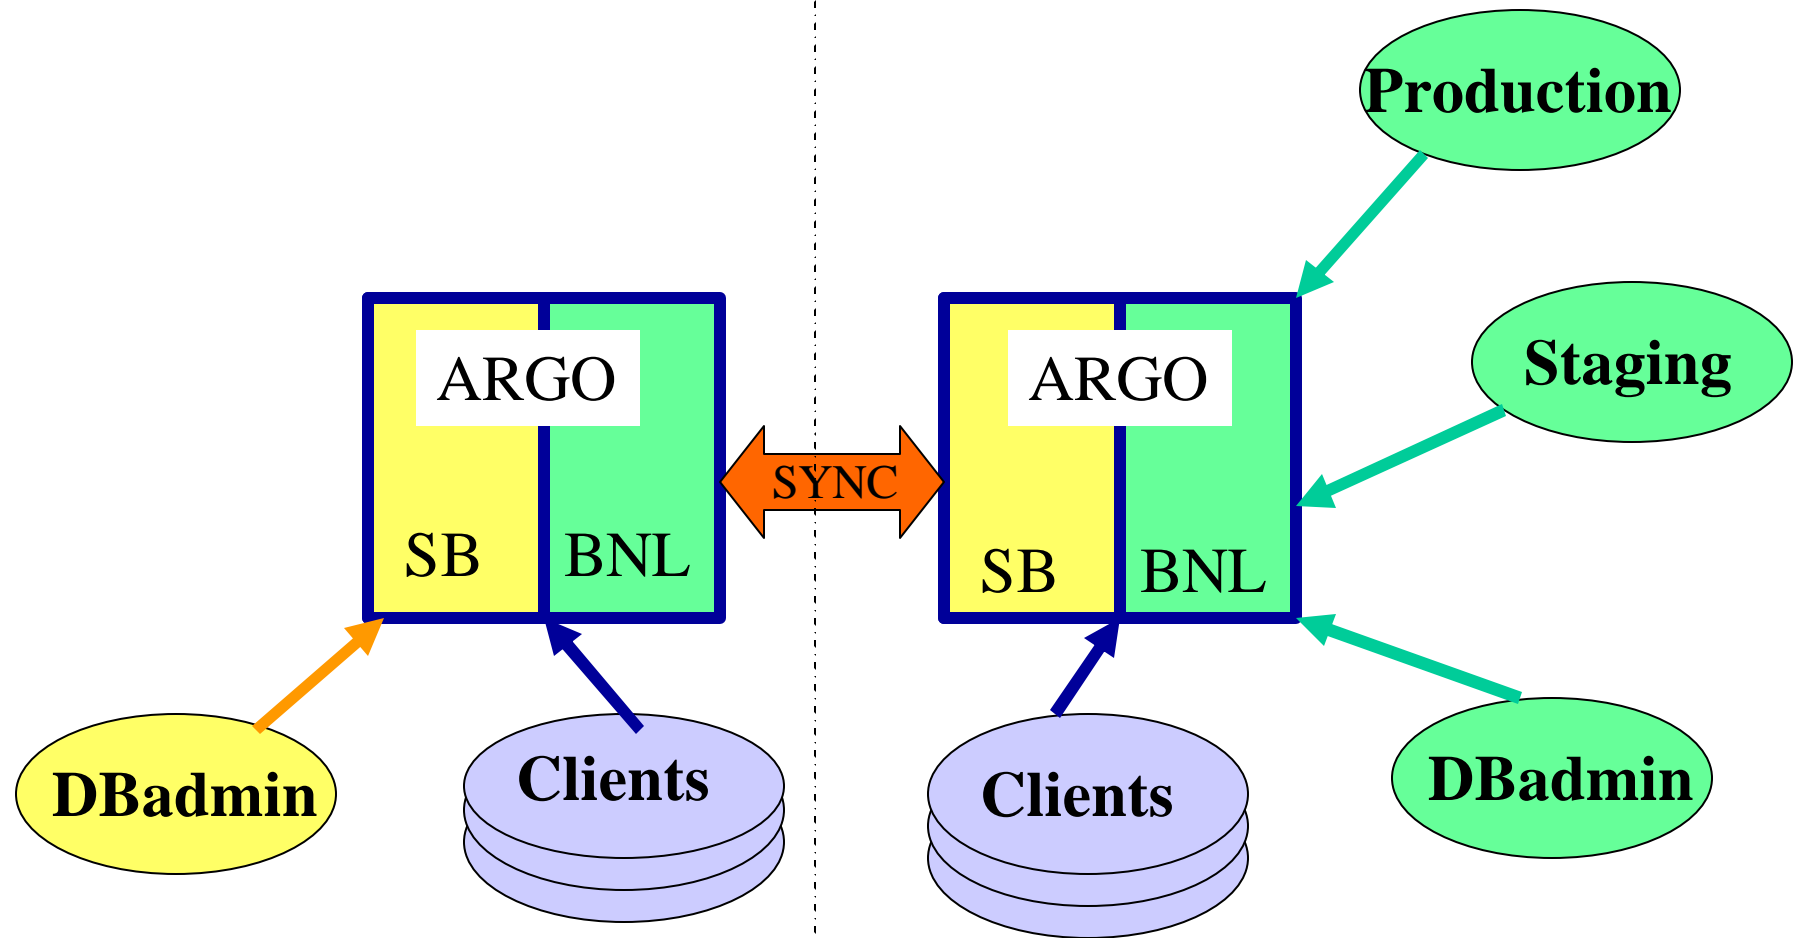 Production
Staging
ARGO
SB
BNL
SYNC
ARGO
SB
BNL
DBadmin
Clients
Clients
DBadmin